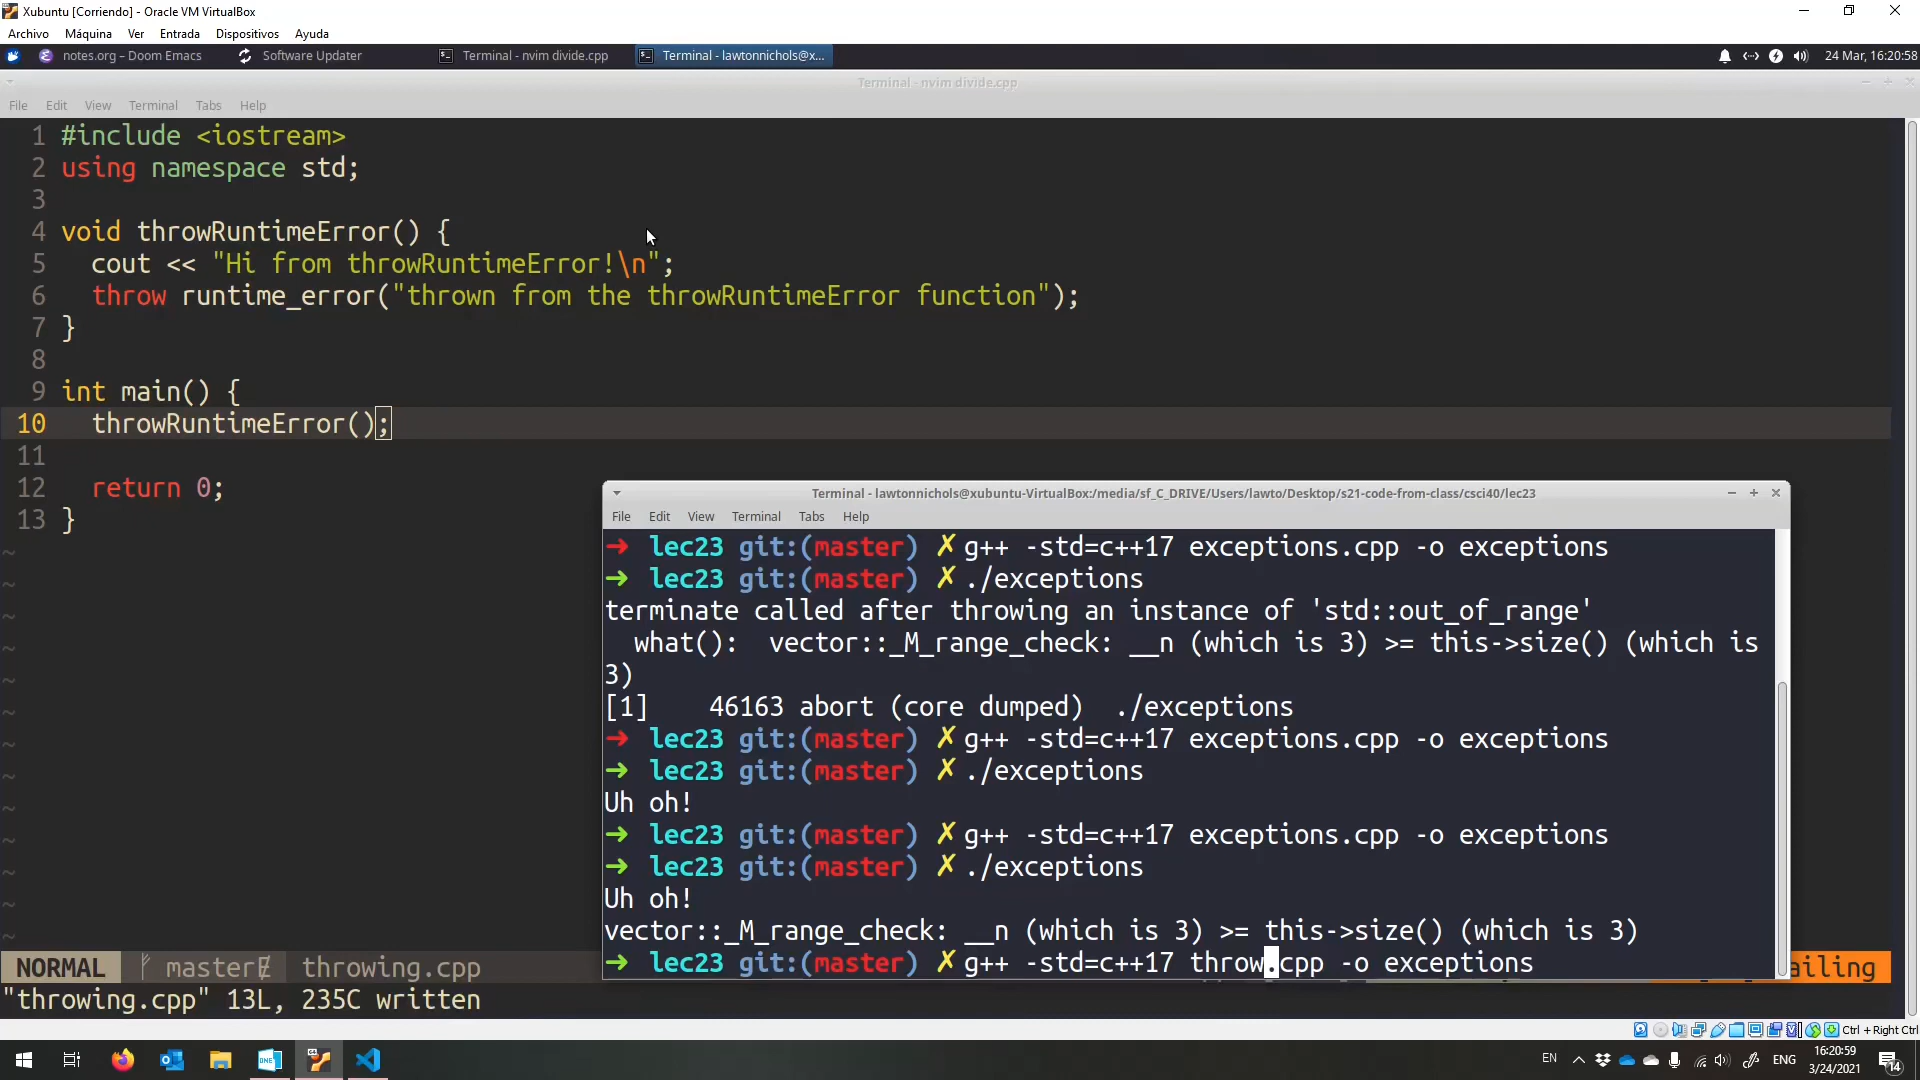 Xubuntu [Corriendo] - Oracle VM VirtualBox
Archivo Máquina Ver Entrada Dispositivos Ayuda
notes.org – Doom Emacs Software Updater Terminal - nvim divide.cpp Terminal - lawtonnichols@x... 24 Mar, 16:20:58
Terminal - nvim divide.cpp
File Edit View Terminal Tabs Help
1 #include <iostream>
2 using namespace std;
3
4 void throwRuntimeError() {
5 cout << "Hi from throwRuntimeError!\n";
6 throw runtime_error("thrown from the throwRuntimeError function");
7 }
8
9 int main() {
10 throwRuntimeError();
11
12 return 0;
13 }
~
~
~
~
~
~
~
~
~
~
~
~
~
NORMAL master throwing.cpp
"throwing.cpp" 13L, 235C written
Terminal - lawtonnichols@xubuntu-VirtualBox:/media/sf_C_DRIVE/Users/lawto/Desktop/s21-code-from-class/csci40/lec23
File Edit View Terminal Tabs Help
➜ lec23 git:(master) ✗ g++ -std=c++17 exceptions.cpp -o exceptions
➜ lec23 git:(master) ✗ ./exceptions
terminate called after throwing an instance of 'std::out_of_range'
what(): vector::_M_range_check: __n (which is 3) >= this->size() (which is
3)
[1] 46163 abort (core dumped) ./exceptions
➜ lec23 git:(master) ✗ g++ -std=c++17 exceptions.cpp -o exceptions
➜ lec23 git:(master) ✗ ./exceptions
Uh oh!
➜ lec23 git:(master) ✗ g++ -std=c++17 exceptions.cpp -o exceptions
➜ lec23 git:(master) ✗ ./exceptions
Uh oh!
vector::_M_range_check: __n (which is 3) >= this->size() (which is 3)
➜ lec23 git:(master) ✗ g++ -std=c++17 throw.cpp -o exceptions
ailing
Ctrl + Right Ctrl
EN ENG 16:20:59
3/24/2021 14